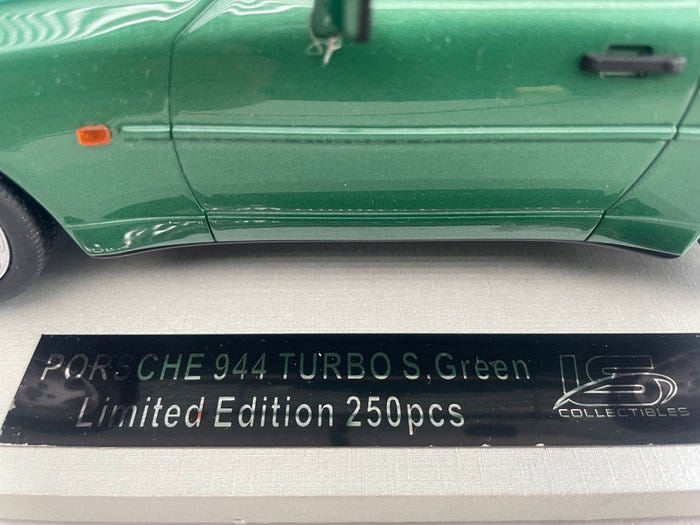 PORSCHE 944 TURBO S.Green
Limited Edition 250pcs
LS
COLLECTIBLES